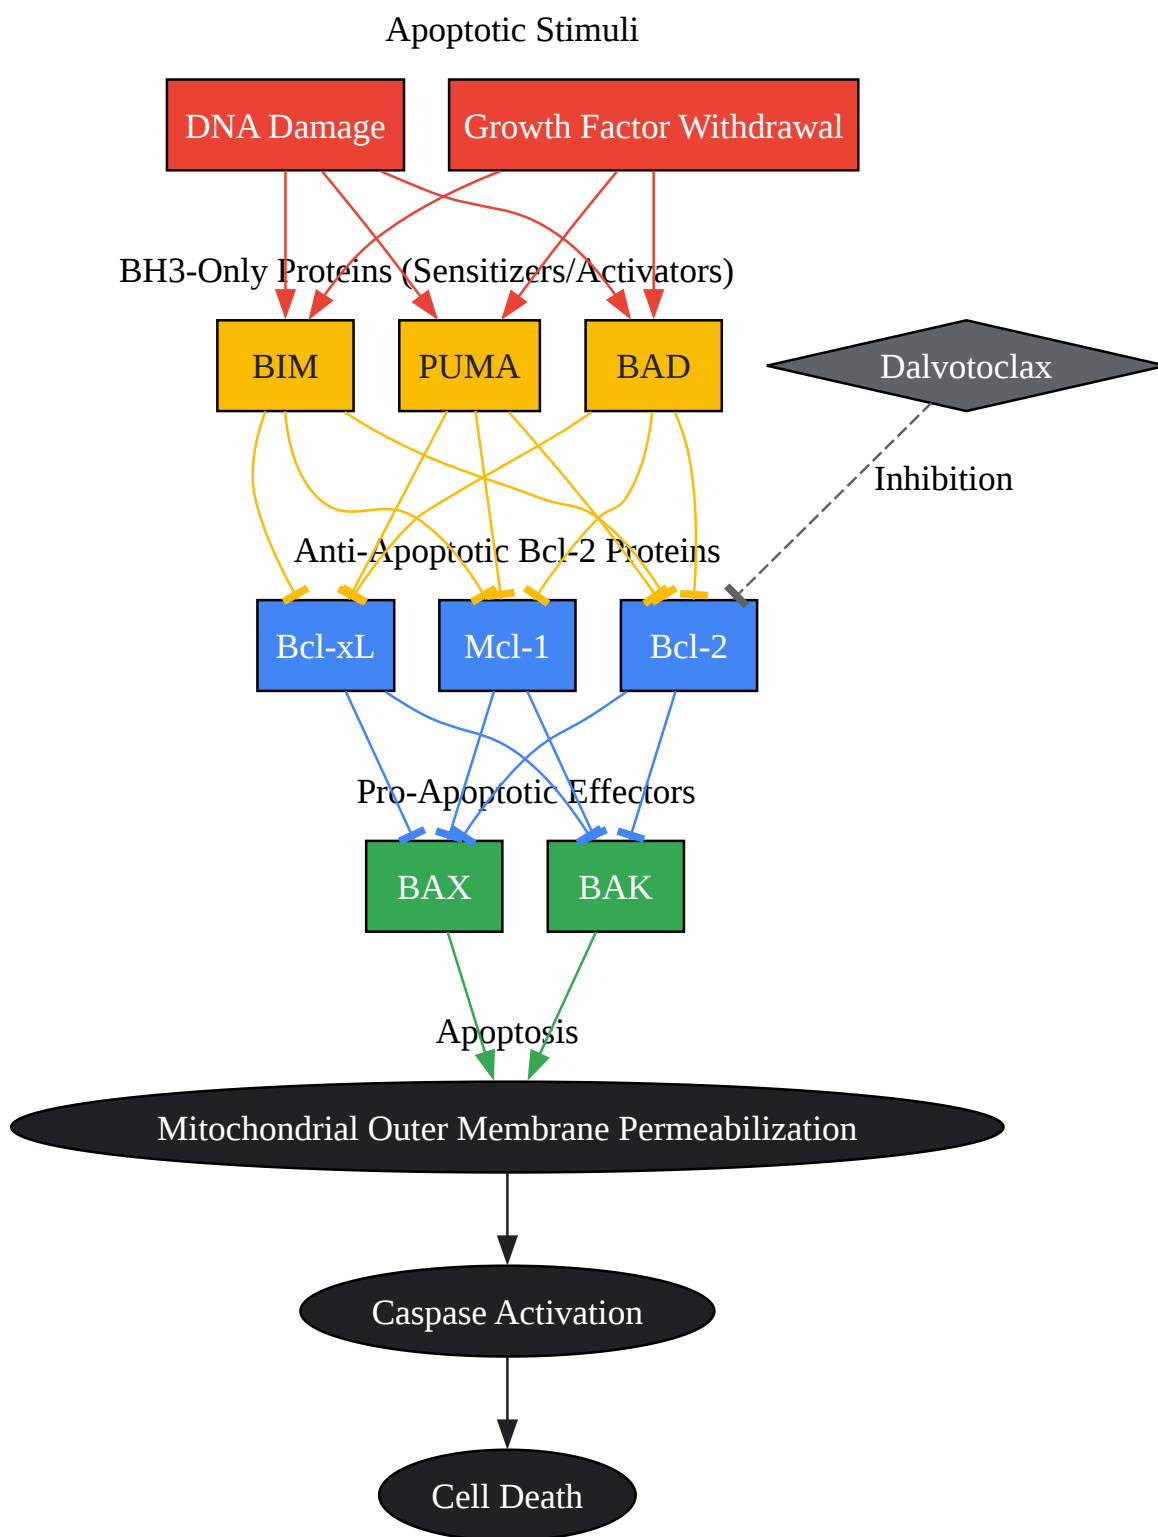 Apoptotic Stimuli
DNA Damage
Growth Factor Withdrawal
BH3-Only Proteins (Sensitizers/Activators)
BIM
PUMA
BAD
Dalvotoclax
Inhibition
Anti-Apoptotic Bcl-2 Proteins
Bcl-xL
Mcl-1
Bcl-2
Pro-Apoptotic Effectors
BAX
BAK
Apoptosis
Mitochondrial Outer Membrane Permeabilization
Caspase Activation
Cell Death